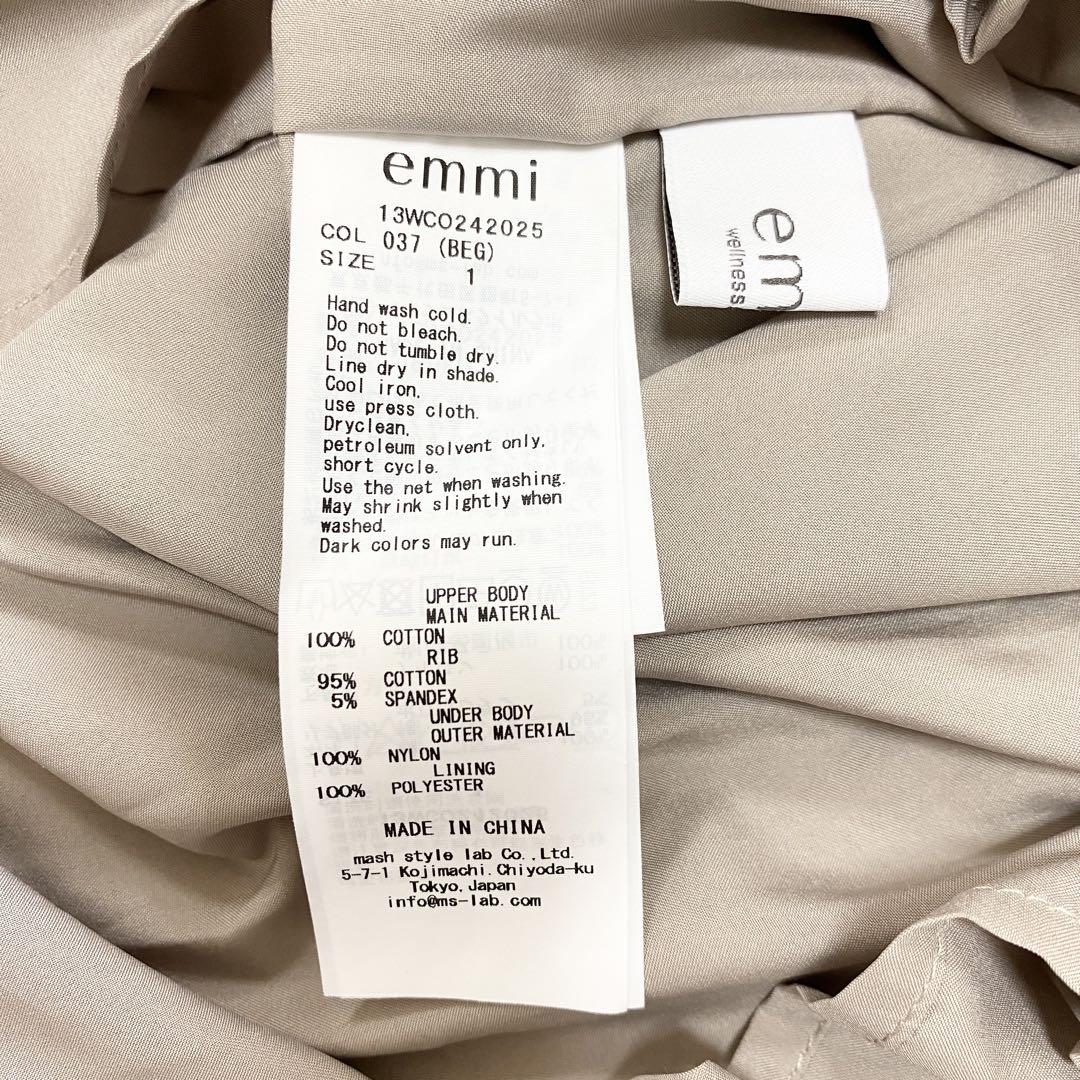 emmi
13WCO242025
COL 037 (BEG)
SIZE 1
Hand wash cold.
Do not bleach.
Do not tumble dry.
Line dry in shade.
Cool iron,
use press cloth.
Dryclean,
petroleum solvent only,
short cycle.
Use the net when washing.
May shrink slightly when
washed.
Dark colors may run.
UPPER BODY
MAIN MATERIAL
100% COTTON
RIB
95% COTTON
5% SPANDEX
UNDER BODY
OUTER MATERIAL
100% NYLON
LINING
100% POLYESTER
MADE IN CHINA
mash style lab Co.,Ltd.
5-7-1 Kojimachi.Chiyoda-ku
Tokyo,Japan
info@ms-lab.com
em
wellness